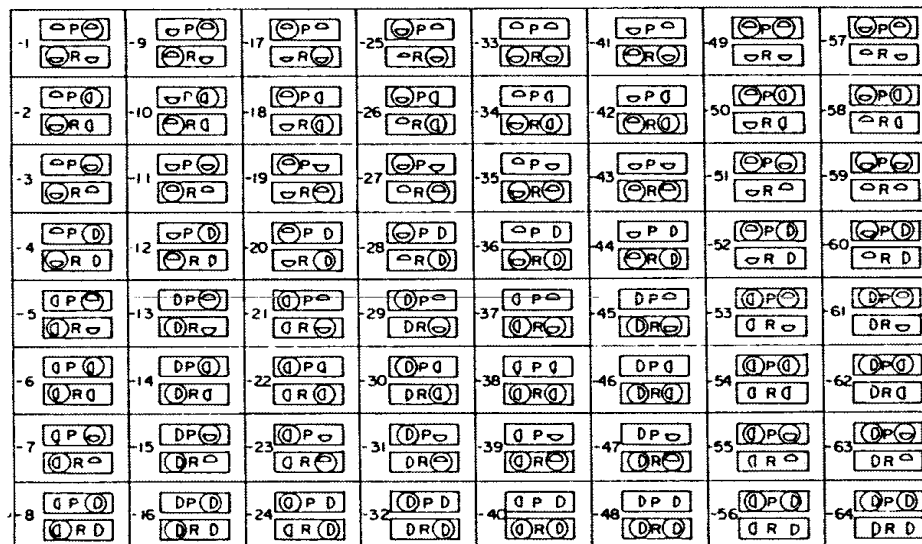 P P P P P P P P
-1 -9 -17 -25 -33 -41 -49 -57
R R R R R R R R
P P P P P P P
-2 -10 -18 -26 -34 -42 -50 -58
R R R R R R R R
P P P P P P P P
-3 -11 -19 -27 -35 -43 -51 -59
R R R R R R R R
P P P P P P P P
-4 -12 -20 -28 -36 -44 -52 -60
R R R R R R R R
P P P P P P P P
-5 -13 -21 -29 -37 -45 -53 -61
R R R R R R R R
P P P P P P P P
-6 -14 -22 -30 -38 -46 -54 -62
R R R R R R R R
P P P P P P P P
-7 -15 -23 -31 -39 -47 -55 -63
R R R R R R R R
P P P P P P P P
-8 -16 -24 -32 -40 -48 -56 -64
R R R R R R R R